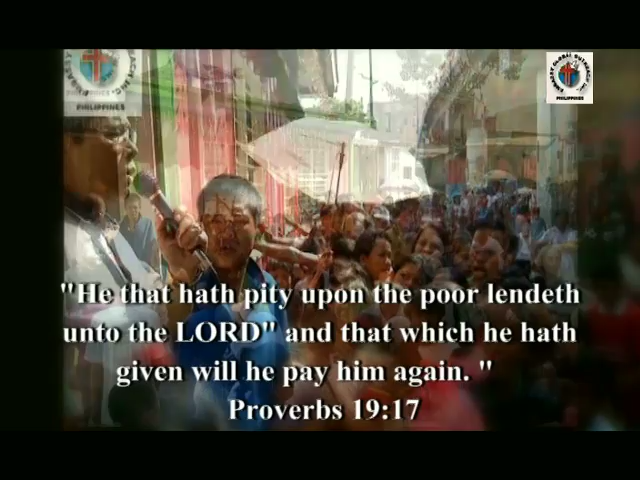 PHILIPPINES
PHILIPPINES
"He that hath pity upon the poor lendeth
unto the LORD" and that which he hath
given will he pay him again. "
Proverbs 19:17